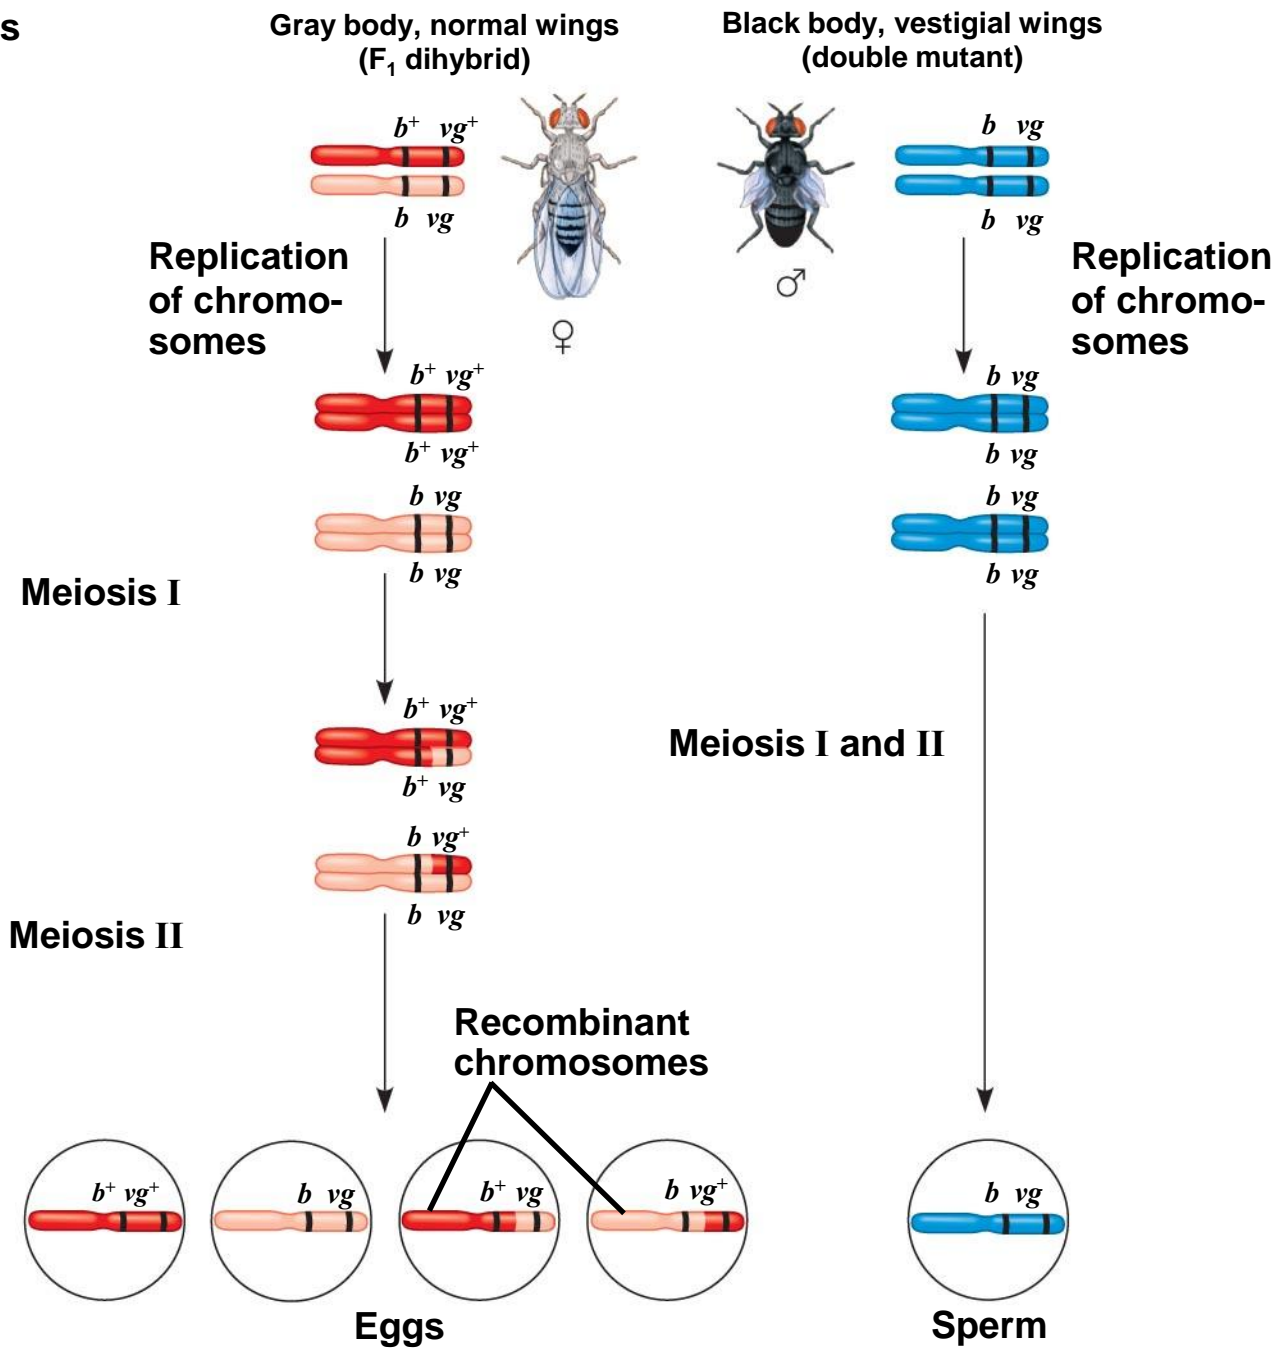 s
Gray body, normal wings
(F₁ dihybrid)
Black body, vestigial wings
(double mutant)
b⁺ vg⁺
b vg
b vg
b vg
Replication
of chromo-
somes
♀
♂
Replication
of chromo-
somes
b⁺ vg⁺
b⁺ vg⁺
b vg
b vg
b vg
b vg
b vg
b vg
Meiosis I
b⁺ vg⁺
b⁺ vg
b vg⁺
b vg
Meiosis I and II
Meiosis II
Recombinant
chromosomes
b⁺ vg⁺
b vg
b⁺ vg
b vg⁺
b vg
Eggs
Sperm